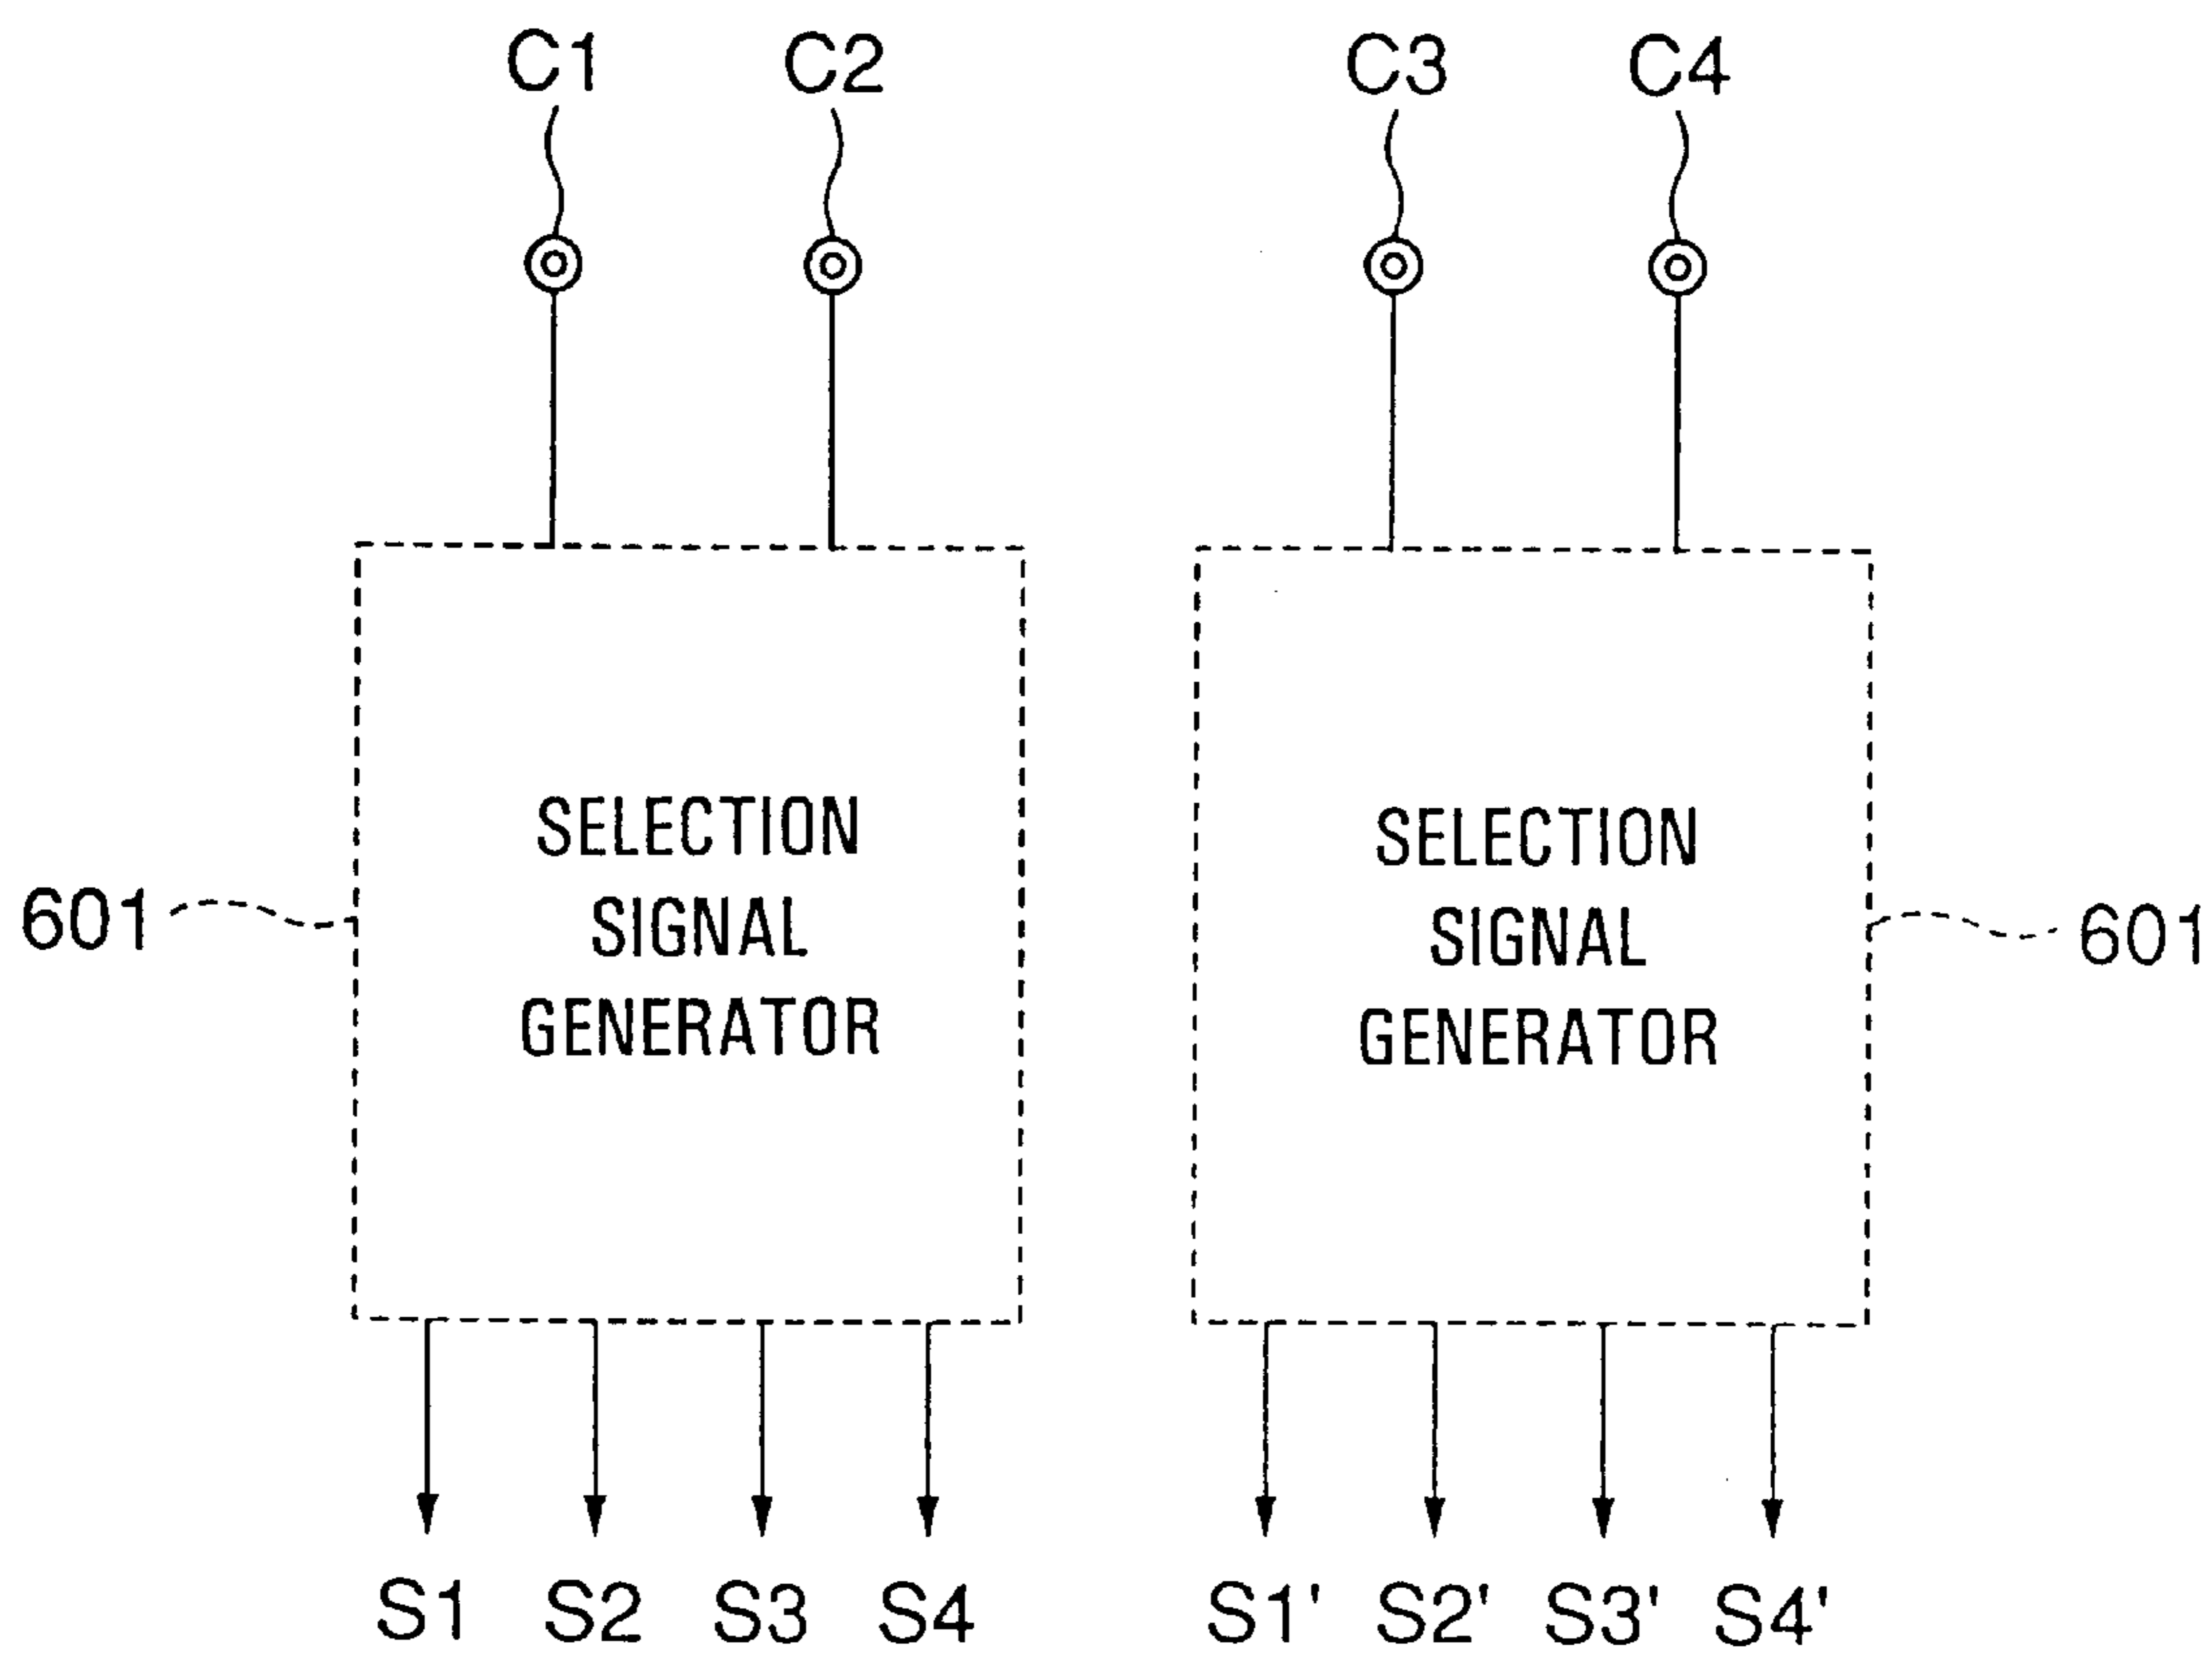 C1 C2 C3 C4
SELECTION
SIGNAL
GENERATOR
SELECTION
SIGNAL
GENERATOR
601
601
S1 S2 S3 S4 S1' S2' S3' S4'